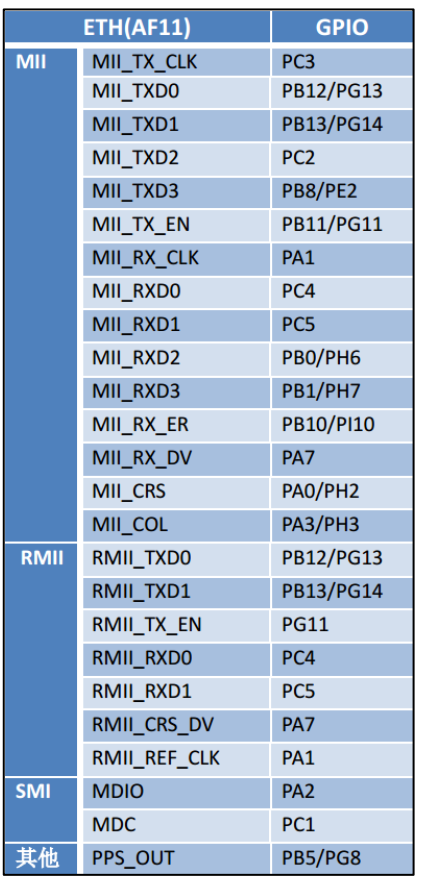 ETH(AF11) GPIO
MII MII_TX_CLK PC3
MII_TXD0 PB12/PG13
MII_TXD1 PB13/PG14
MII_TXD2 PC2
MII_TXD3 PB8/PE2
MII_TX_EN PB11/PG11
MII_RX_CLK PA1
MII_RXD0 PC4
MII_RXD1 PC5
MII_RXD2 PB0/PH6
MII_RXD3 PB1/PH7
MII_RX_ER PB10/PI10
MII_RX_DV PA7
MII_CRS PA0/PH2
MII_COL PA3/PH3
RMII RMII_TXD0 PB12/PG13
RMII_TXD1 PB13/PG14
RMII_TX_EN PG11
RMII_RXD0 PC4
RMII_RXD1 PC5
RMII_CRS_DV PA7
RMII_REF_CLK PA1
SMI MDIO PA2
MDC PC1
其他 PPS_OUT PB5/PG8